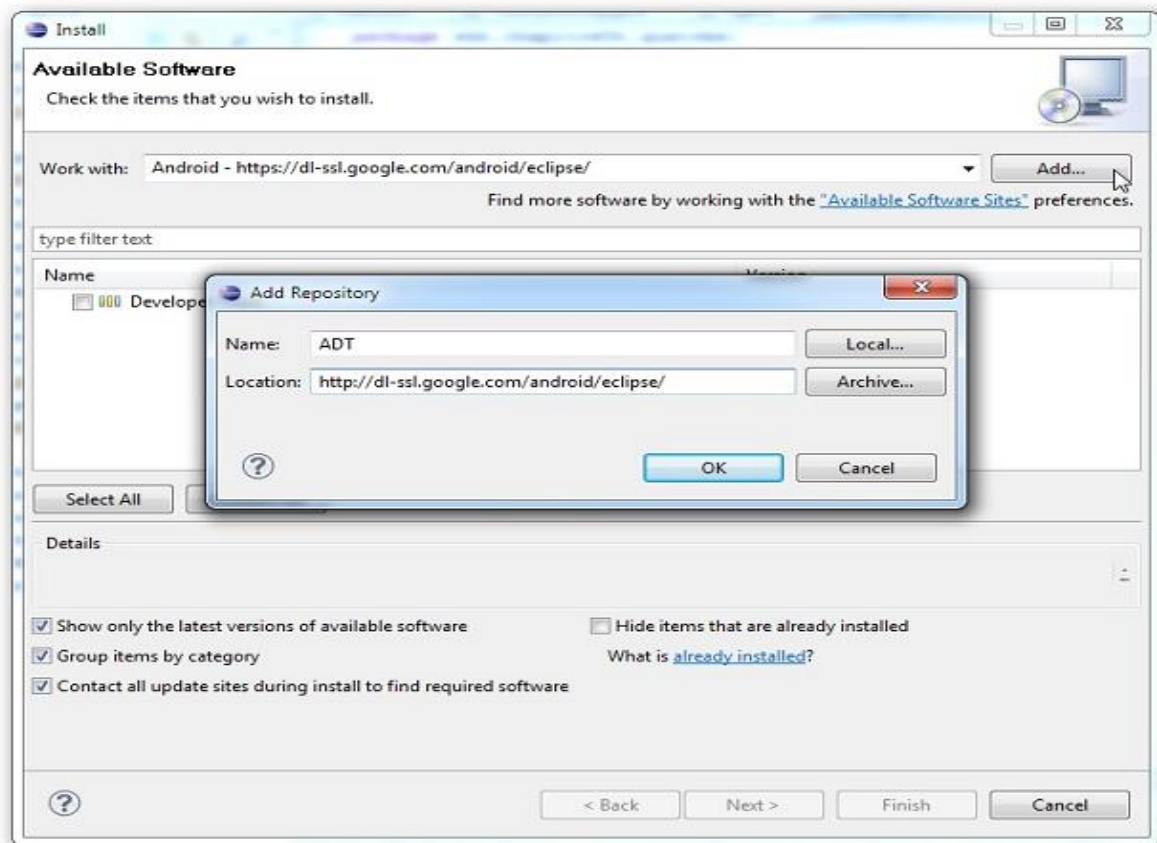 Install
Available Software
Check the items that you wish to install.
Work with: Android - https://dl-ssl.google.com/android/eclipse/ Add...
Find more software by working with the "Available Software Sites" preferences.
type filter text
Name
Add Repository
Name: ADT Local...
Location: http://dl-ssl.google.com/android/eclipse/ Archive...
? OK Cancel
Select All
Details
Show only the latest versions of available software Hide items that are already installed
Group items by category What is already installed?
Contact all update sites during install to find required software
? < Back Next > Finish Cancel